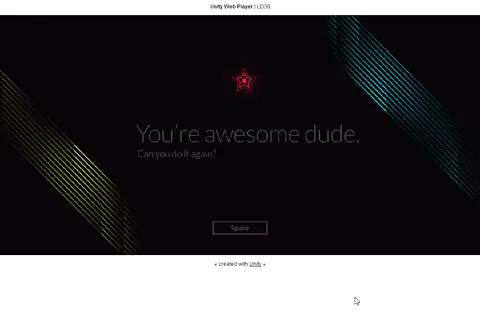 Unity Web Player | LD30
You're awesome dude.
Can you do it again?
Space
« created with Unity »